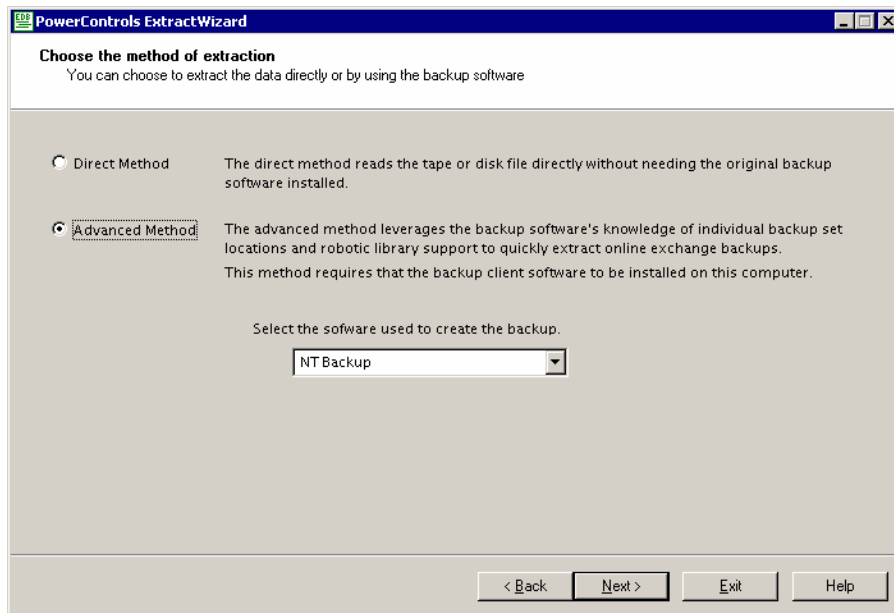 EDB PowerControls ExtractWizard
Choose the method of extraction
You can choose to extract the data directly or by using the backup software
Direct Method
The direct method reads the tape or disk file directly without needing the original backup
software installed.
Advanced Method
The advanced method leverages the backup software's knowledge of individual backup set
locations and robotic library support to quickly extract online exchange backups.
This method requires that the backup client software to be installed on this computer.
Select the sofware used to create the backup.
NT Backup
< Back Next > Exit Help